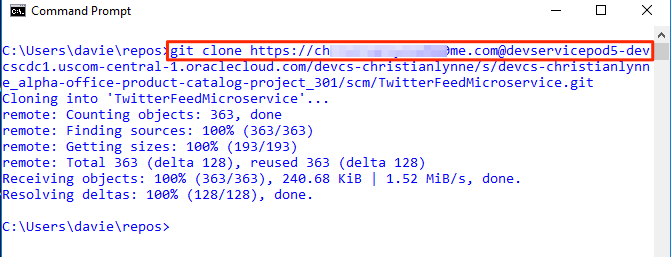 Command Prompt
C:\Users\davie\repos>git clone https://ch me.com@devservicepod5-dev
cscdc1.uscom-central-1.oraclecloud.com/devcs-christianlynne/s/devcs-christianlynn
e_alpha-office-product-catalog-project_301/scm/TwitterFeedMicroservice.git
Cloning into 'TwitterFeedMicroservice'...
remote: Counting objects: 363, done
remote: Finding sources: 100% (363/363)
remote: Getting sizes: 100% (193/193)
remote: Total 363 (delta 128), reused 363 (delta 128)
Receiving objects: 100% (363/363), 240.68 KiB | 1.52 MiB/s, done.
Resolving deltas: 100% (128/128), done.
C:\Users\davie\repos>